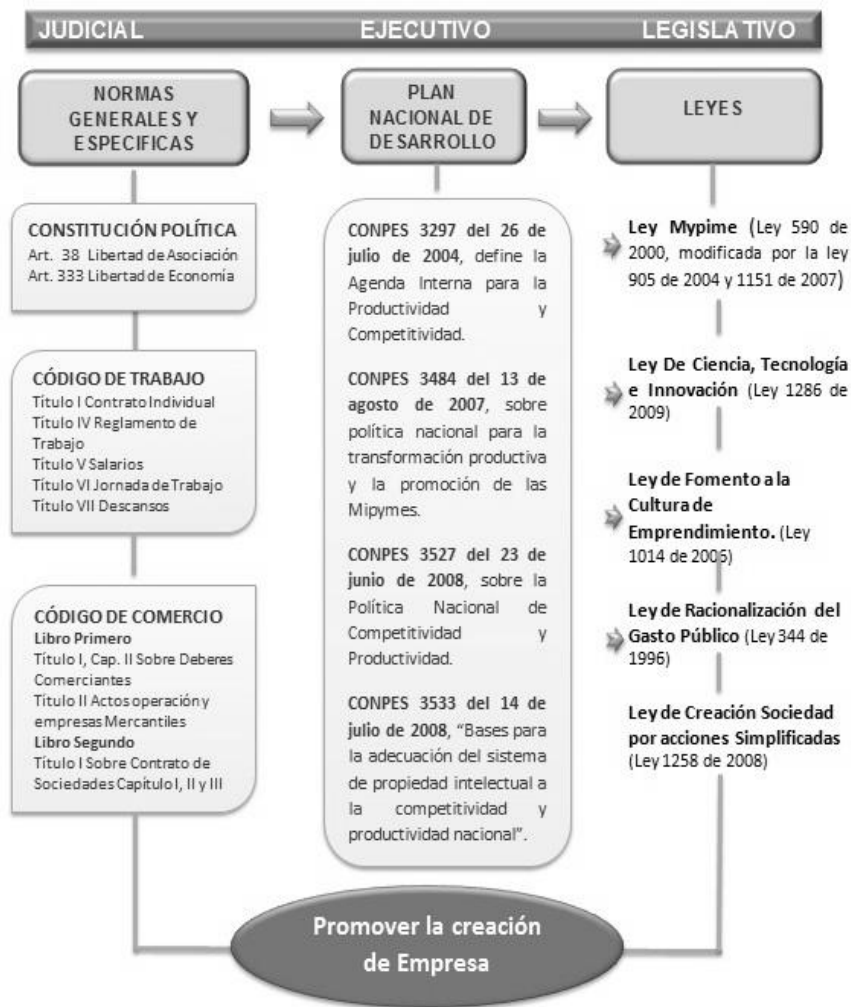 JUDICIAL EJECUTIVO LEGISLATIVO
NORMAS
GENERALES Y
ESPECIFICAS
PLAN
NACIONAL DE
DESARROLLO
LEYES
CONSTITUCIÓN POLÍTICA
Art. 38 Libertad de Asociación
Art. 333 Libertad de Economía
CÓDIGO DE TRABAJO
Título I Contrato Individual
Título IV Reglamento de
Trabajo
Título V Salarios
Título VI Jornada de Trabajo
Título VII Descansos
CÓDIGO DE COMERCIO
Libro Primero
Título I, Cap. II Sobre Deberes
Comerciantes
Título II Actos operación y
empresas Mercantiles
Libro Segundo
Título I Sobre Contrato de
Sociedades Capítulo I, II y III
CONPES 3297 del 26 de
julio de 2004, define la
Agenda Interna para la
Productividad y
Competitividad.
CONPES 3484 del 13 de
agosto de 2007, sobre
política nacional para la
transformación productiva
y la promoción de las
Mipymes.
CONPES 3527 del 23 de
junio de 2008, sobre la
Política Nacional de
Competitividad y
Productividad.
CONPES 3533 del 14 de
julio de 2008, “Bases para
la adecuación del sistema
de propiedad intelectual a
la competitividad y
productividad nacional”.
Ley Mypime (Ley 590 de
2000, modificada por la ley
905 de 2004 y 1151 de 2007)
Ley De Ciencia, Tecnología
e Innovación (Ley 1286 de
2009)
Ley de Fomento a la
Cultura de
Emprendimiento. (Ley
1014 de 2006)
Ley de Racionalización del
Gasto Público (Ley 344 de
1996)
Ley de Creación Sociedad
por acciones Simplificadas
(Ley 1258 de 2008)
Promover la creación
de Empresa